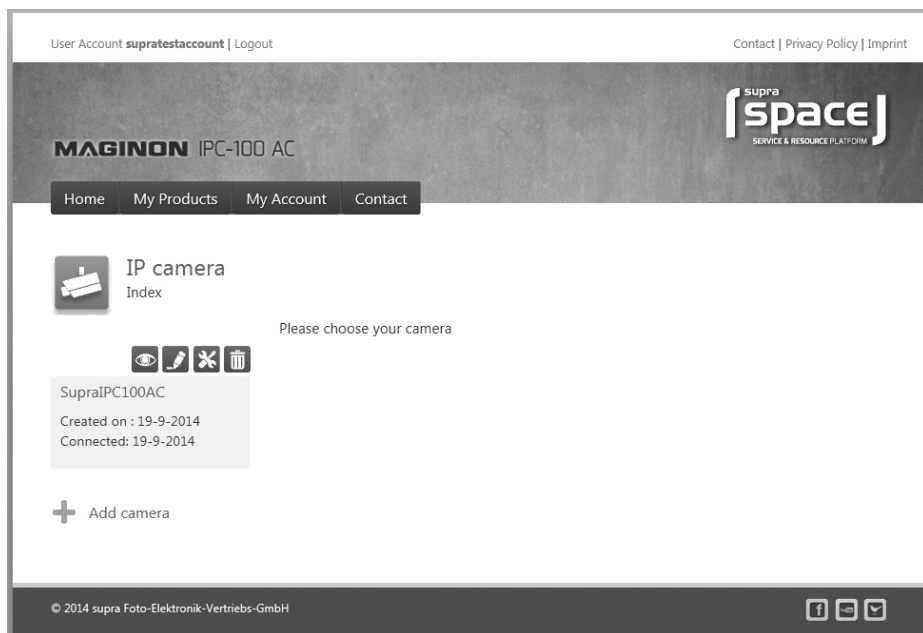 User Account supratestaccount | Logout
Contact | Privacy Policy | Imprint
supra
space
SERVICE & RESOURCE PLATFORM
MAGINON IPC-100 AC
Home My Products My Account Contact
IP camera
Index
Please choose your camera
SupraIPC100AC
Created on : 19-9-2014
Connected: 19-9-2014
Add camera
© 2014 supra Foto-Elektronik-Vertriebs-GmbH